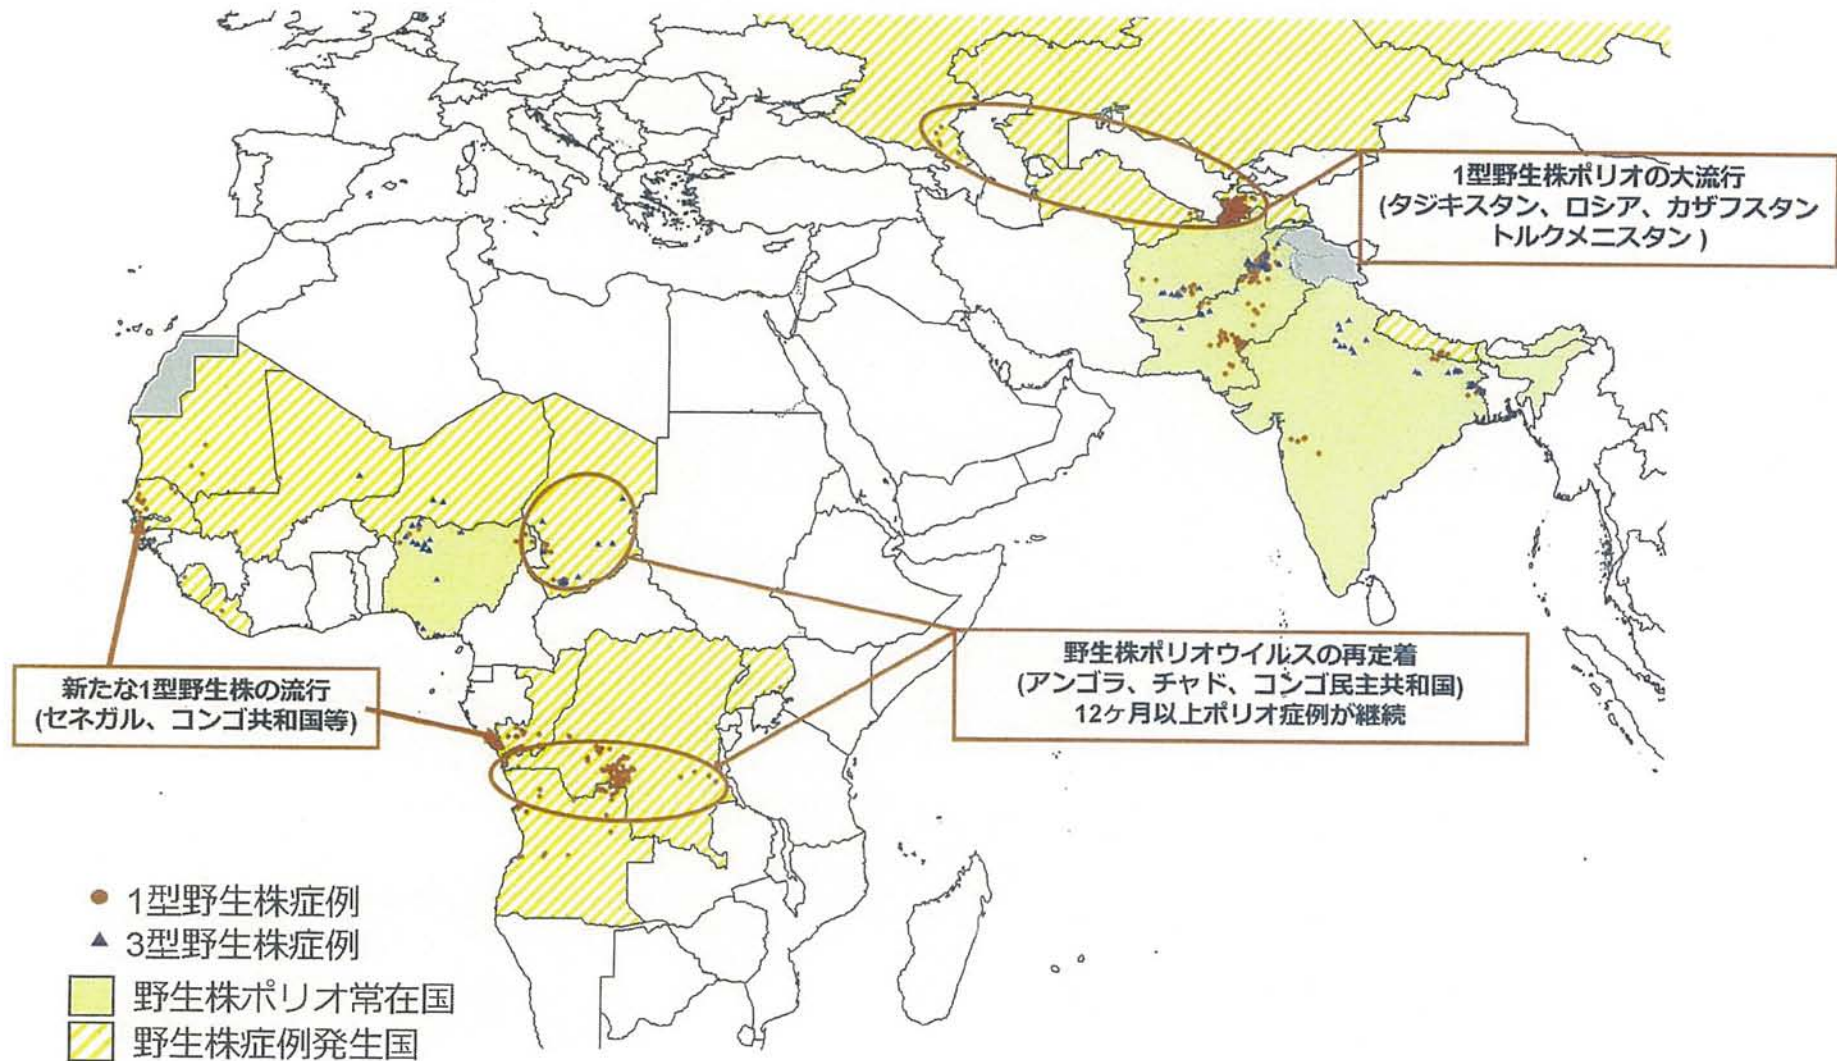 1型野生株ポリオの大流行
(タジキスタン、ロシア、カザフスタン
トルクメニスタン )
野生株ポリオウイルスの再定着
(アンゴラ、チャド、コンゴ民主共和国)
12ヶ月以上ポリオ症例が継続
新たな1型野生株の流行
(セネガル、コンゴ共和国等)
1型野生株症例
3型野生株症例
野生株ポリオ常在国
野生株症例発生国